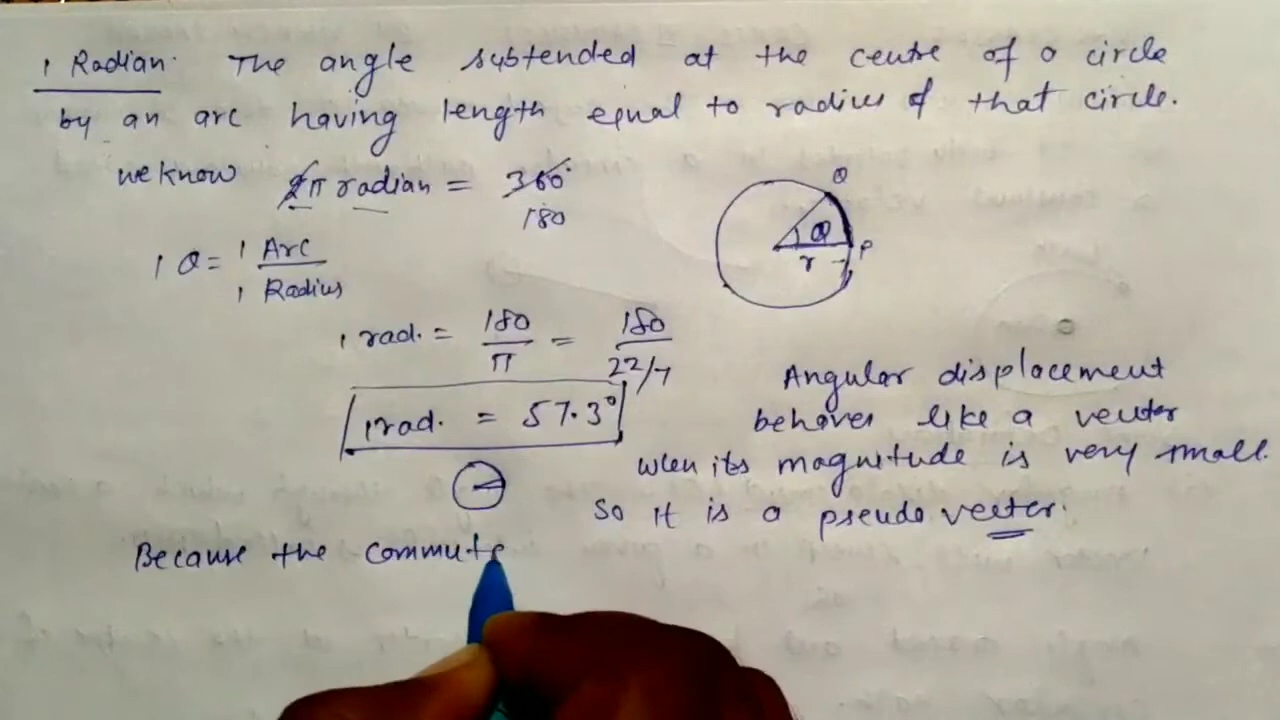 1 Radian. The angle subtended at the centre of a circle
by an arc having length equal to radius of that circle.
we know 2π radian = 360°
180
1 θ = 1 Arc
1 Radius
Q
θ
r
P
1 rad. = 180/π = 180/22/7
1 rad. = 57.3°
Angular displacement
behaves like a vector
when its magnitude is very small.
So it is a pseudo vector.
Because the commute